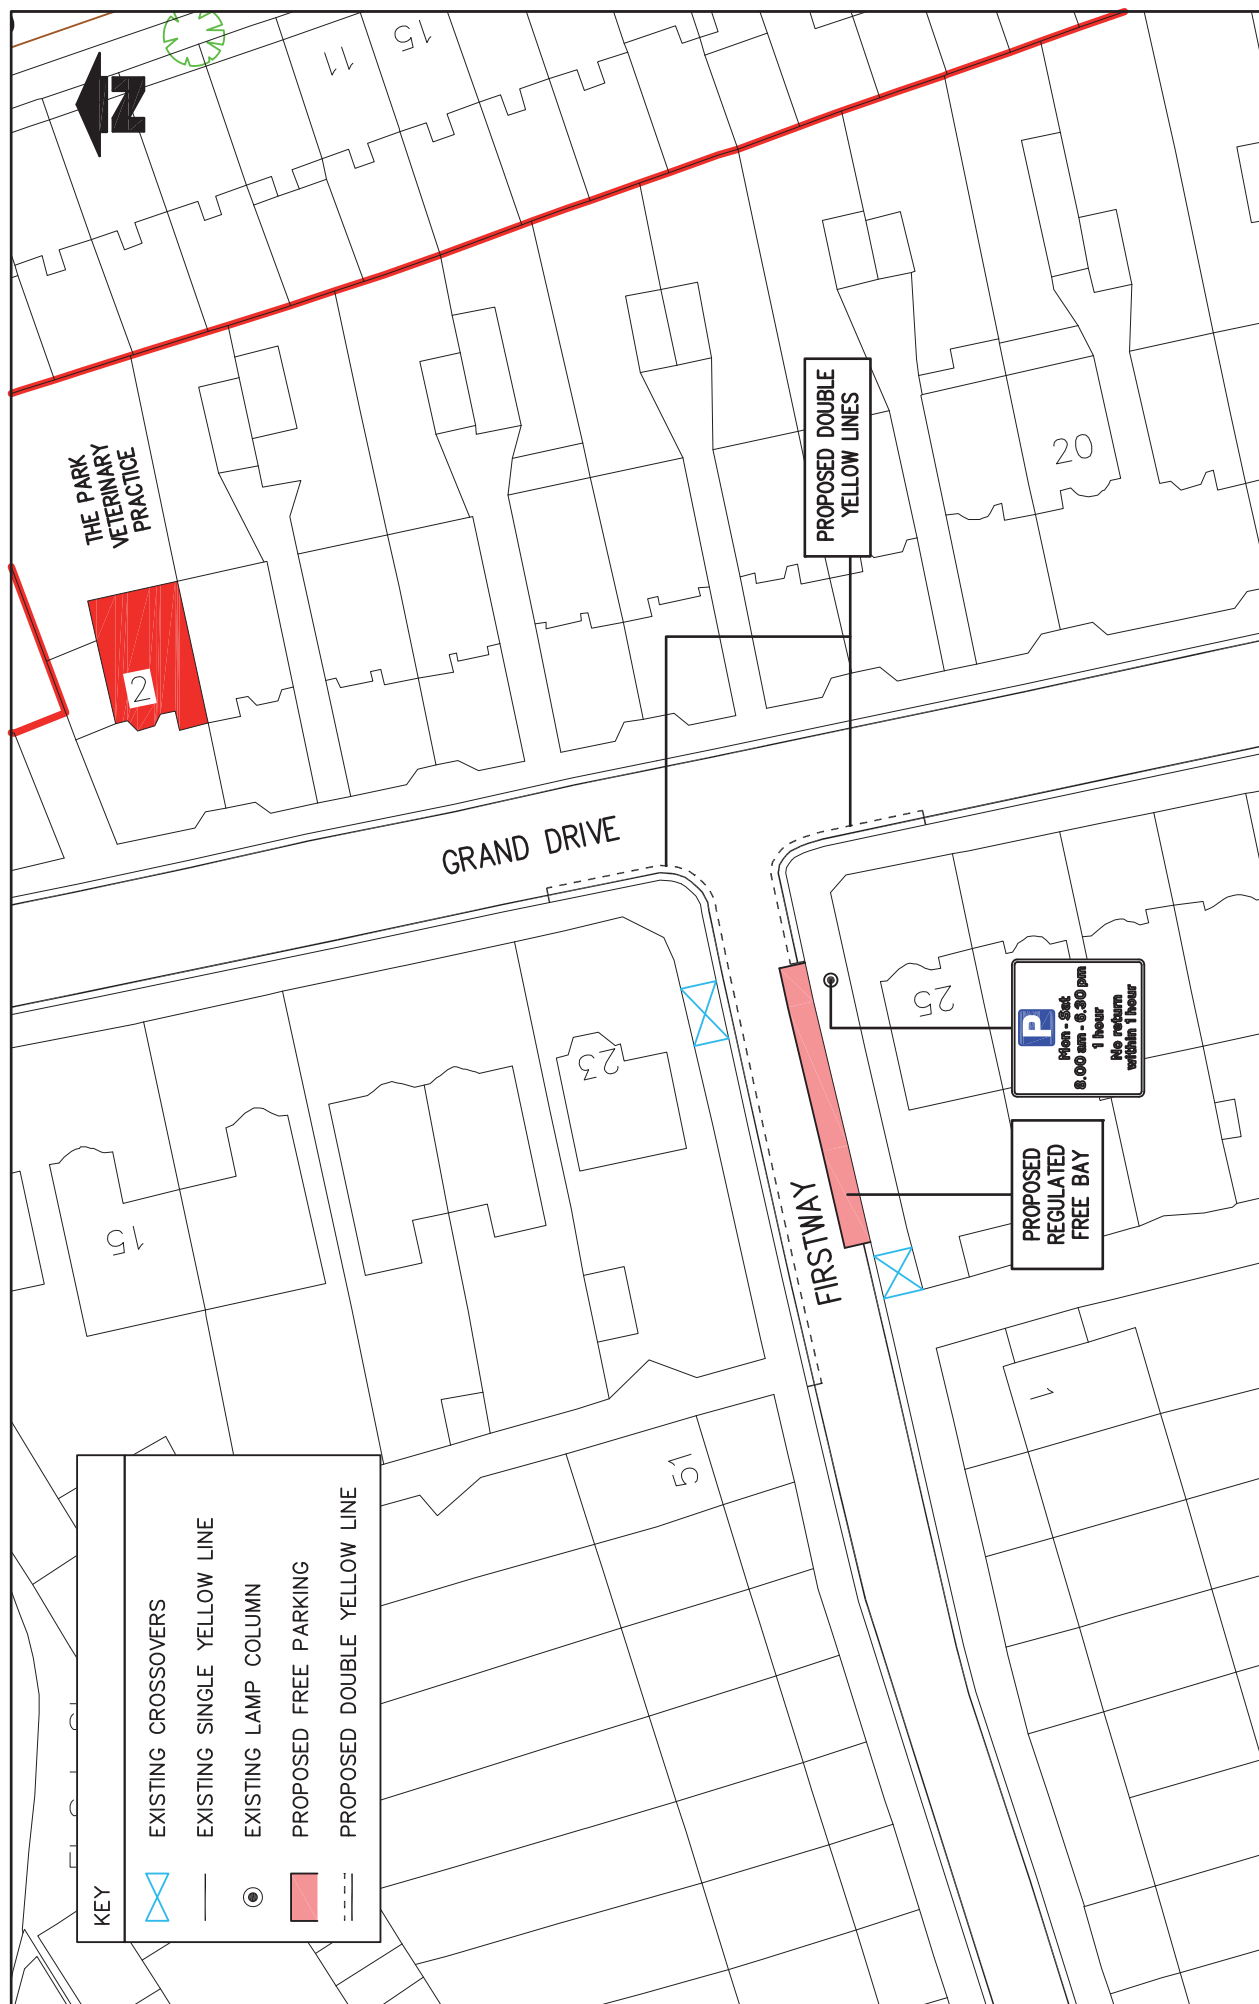 N
11
15
THE PARK
VETERINARY
PRACTICE
2
PROPOSED DOUBLE
YELLOW LINES
20
GRAND DRIVE
15
23
25
FIRSTWAY
P
Mon - Sat
8.00 am - 6.30 pm
1 hour
No return
within 1 hour
PROPOSED
REGULATED
FREE BAY
51
1
KEY
EXISTING CROSSOVERS
EXISTING SINGLE YELLOW LINE
EXISTING LAMP COLUMN
PROPOSED FREE PARKING
PROPOSED DOUBLE YELLOW LINE